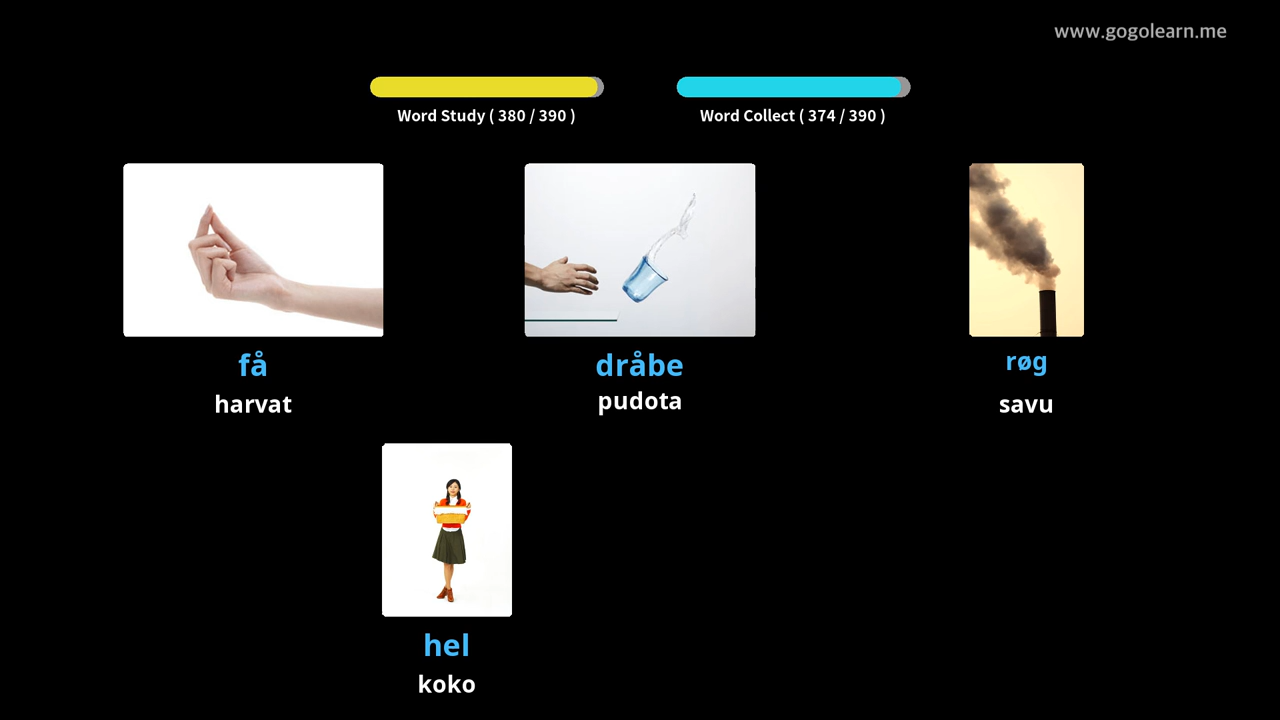 www.gogolearn.me
Word Study ( 380 / 390 )
Word Collect ( 374 / 390 )
få
harvat
dråbe
pudota
røg
savu
hel
koko